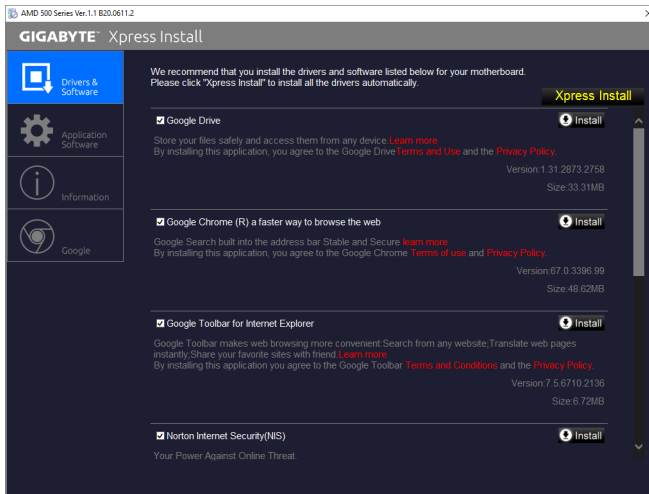 AMD 500 Series Ver.1.1 B20.0611.2
GIGABYTE™ Xpress Install
Drivers &
Software
Application
Software
Information
Google
We recommend that you install the drivers and software listed below for your motherboard.
Please click "Xpress Install" to install all the drivers automatically.
Xpress Install
Google Drive
Install
Store your files safely and access them from any device.Learn more
By installing this application, you agree to the Google DriveTerms and Use and the Privacy Policy.
Version:1.31.2873.2758
Size:33.31MB
Google Chrome (R) a faster way to browse the web
Install
Google Search built into the address bar Stable and Secure learn more
By installing this application, you agree to the Google Chrome Terms of use and Privacy Policy.
Version:67.0.3396.99
Size:48.62MB
Google Toolbar for Internet Explorer
Install
Google Toolbar makes web browsing more convenient.Search from any website;Translate web pages
instantly;Share your favorite sites with friend.Learn more
By installing this application you agree to the Google Toolbar Terms and Conditions and the Privacy Policy.
Version:7.5.6710.2136
Size:6.72MB
Norton Internet Security(NIS)
Install
Your Power Against Online Threat.